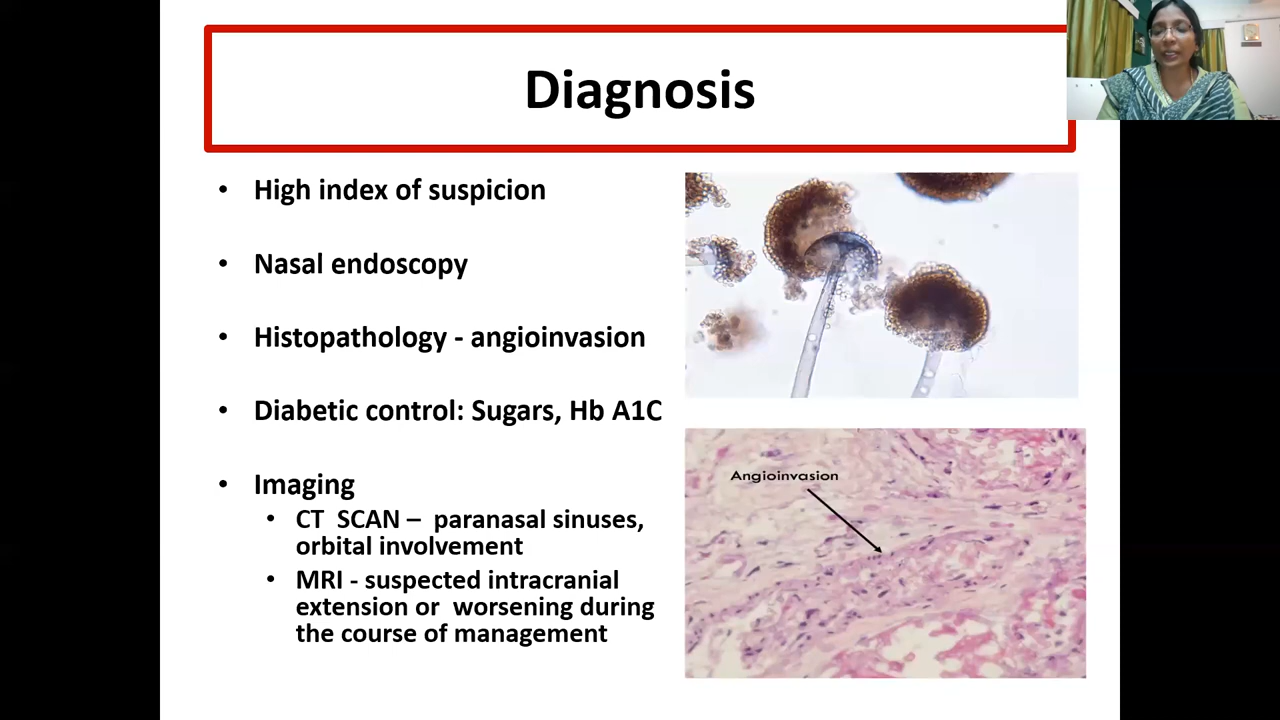 Diagnosis
• High index of suspicion
• Nasal endoscopy
• Histopathology - angioinvasion
• Diabetic control: Sugars, Hb A1C
• Imaging
• CT SCAN – paranasal sinuses,
orbital involvement
• MRI - suspected intracranial
extension or worsening during
the course of management
Angioinvasion